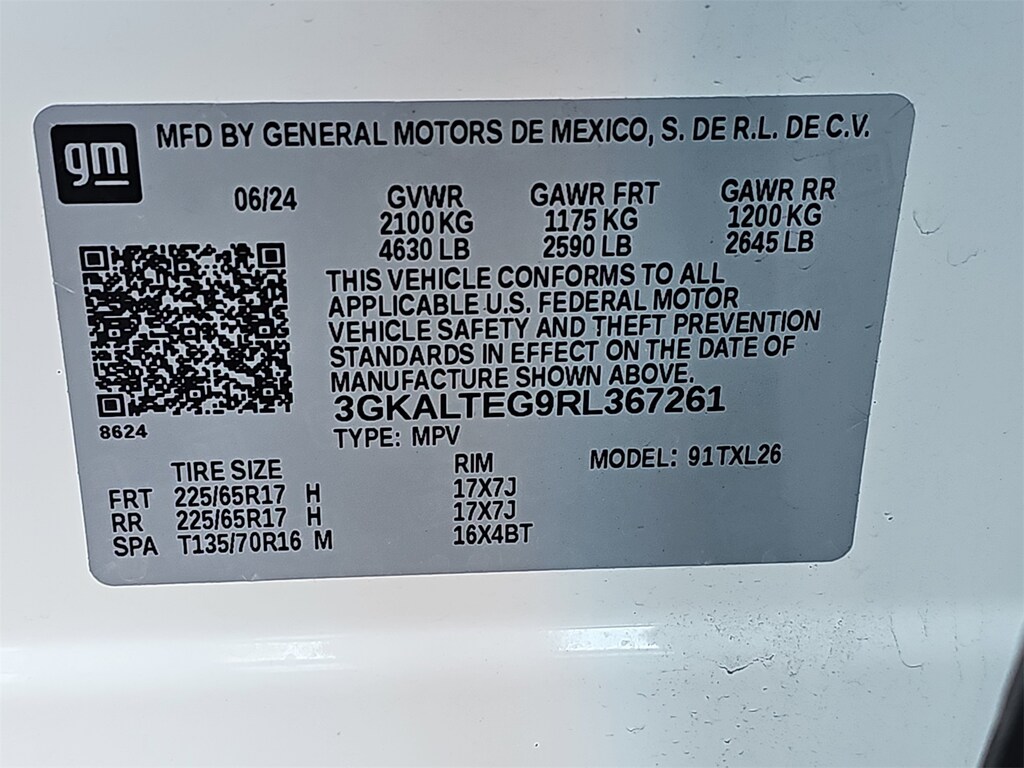 gm
MFD BY GENERAL MOTORS DE MEXICO, S. DE R.L. DE C.V.
06/24 GVWR GAWR FRT GAWR RR
2100 KG 1175 KG 1200 KG
4630 LB 2590 LB 2645 LB
THIS VEHICLE CONFORMS TO ALL
APPLICABLE U.S. FEDERAL MOTOR
VEHICLE SAFETY AND THEFT PREVENTION
STANDARDS IN EFFECT ON THE DATE OF
MANUFACTURE SHOWN ABOVE.
3GKALTEG9RL367261
8624
TYPE: MPV
TIRE SIZE RIM MODEL: 91TXL26
FRT 225/65R17 H 17X7J
RR 225/65R17 H 17X7J
SPA T135/70R16 M 16X4BT